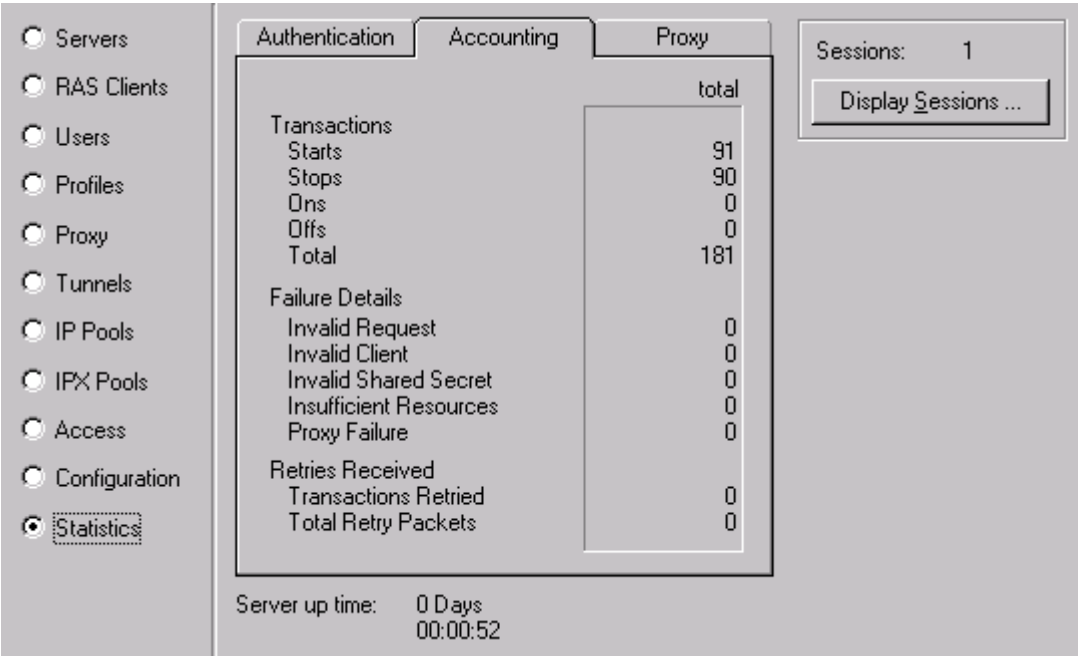 Servers
RAS Clients
Users
Profiles
Proxy
Tunnels
IP Pools
IPX Pools
Access
Configuration
Statistics
Authentication Accounting Proxy
total
Transactions
Starts 91
Stops 90
Ons 0
Offs 0
Total 181
Failure Details
Invalid Request 0
Invalid Client 0
Invalid Shared Secret 0
Insufficient Resources 0
Proxy Failure 0
Retries Received
Transactions Retried 0
Total Retry Packets 0
Server up time: 0 Days
00:00:52
Sessions: 1
Display Sessions ...